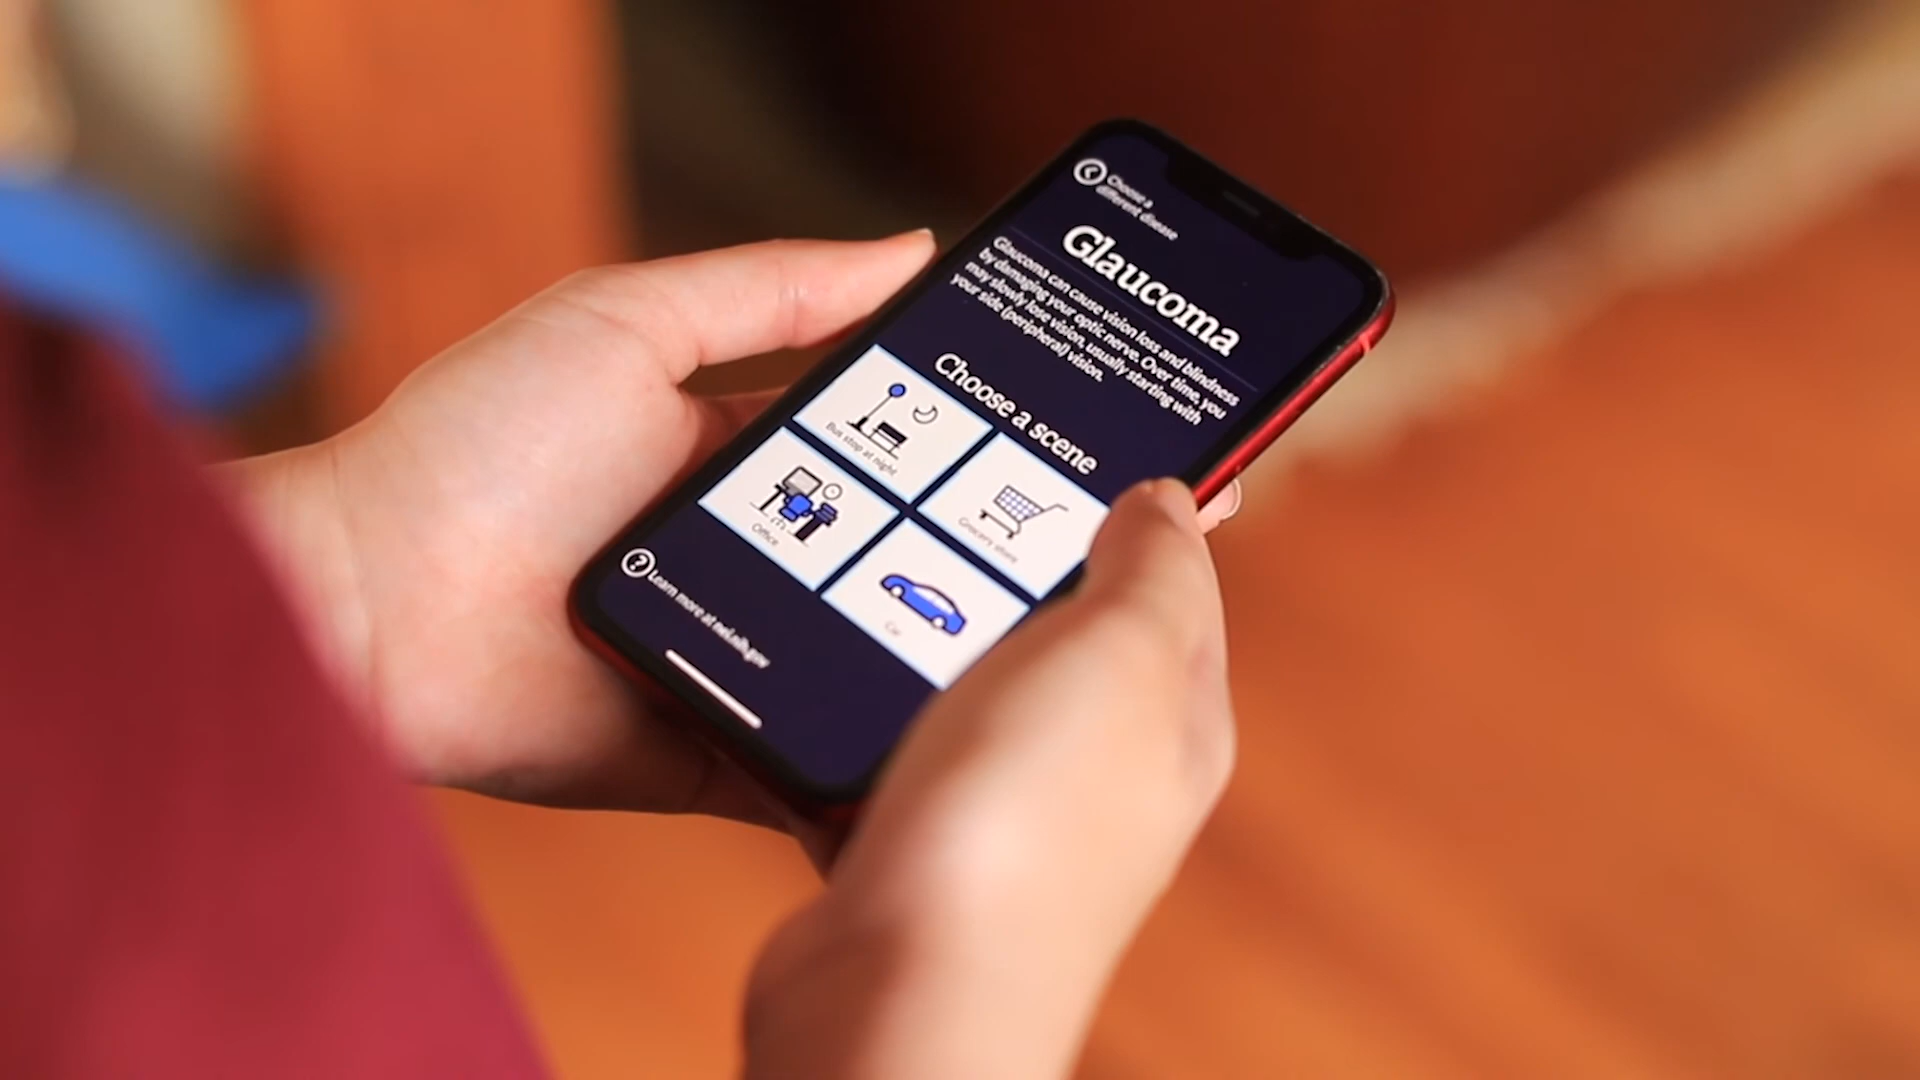 Choose a
different disease
Glaucoma
Glaucoma can cause vision loss and blindness
by damaging your optic nerve. Over time, you
may slowly lose vision, usually starting with
your side (peripheral) vision.
Choose a scene
Bus stop at night
Grocery store
Office
Car
? Learn more at nei.nih.gov